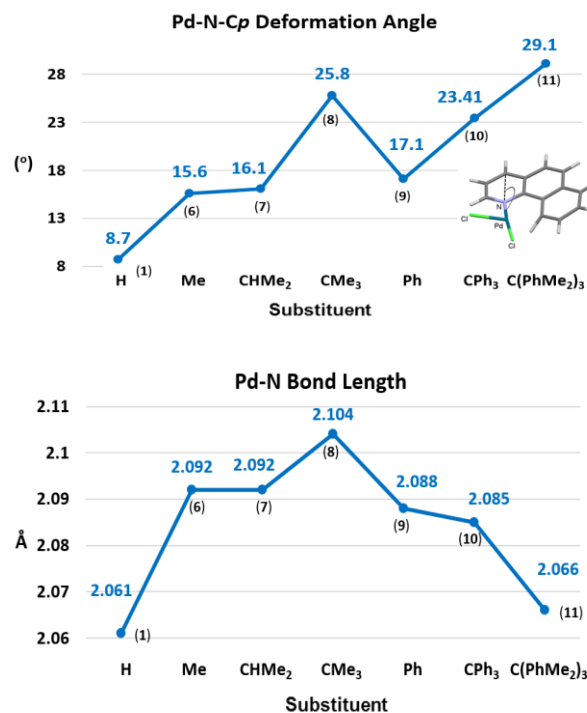 Pd-N-Cp Deformation Angle
29.1
28
25.8
(11)
23.41
23
(8)
(10)
(°)
17.1
18
15.6
16.1
(9)
(6)
(7)
N
13
Cl
Pd
8.7
Cl
8
(1)
H
Me
CHMe₂
CMe₃
Ph
CPh₃
C(PhMe₂)₃
Substituent
Pd-N Bond Length
2.11
2.104
2.1
(8)
2.092
2.092
2.088
2.085
2.09
(6)
(7)
(9)
(10)
Å
2.08
2.066
2.07
2.061
(11)
2.06
(1)
H
Me
CHMe₂
CMe₃
Ph
CPh₃
C(PhMe₂)₃
Substituent